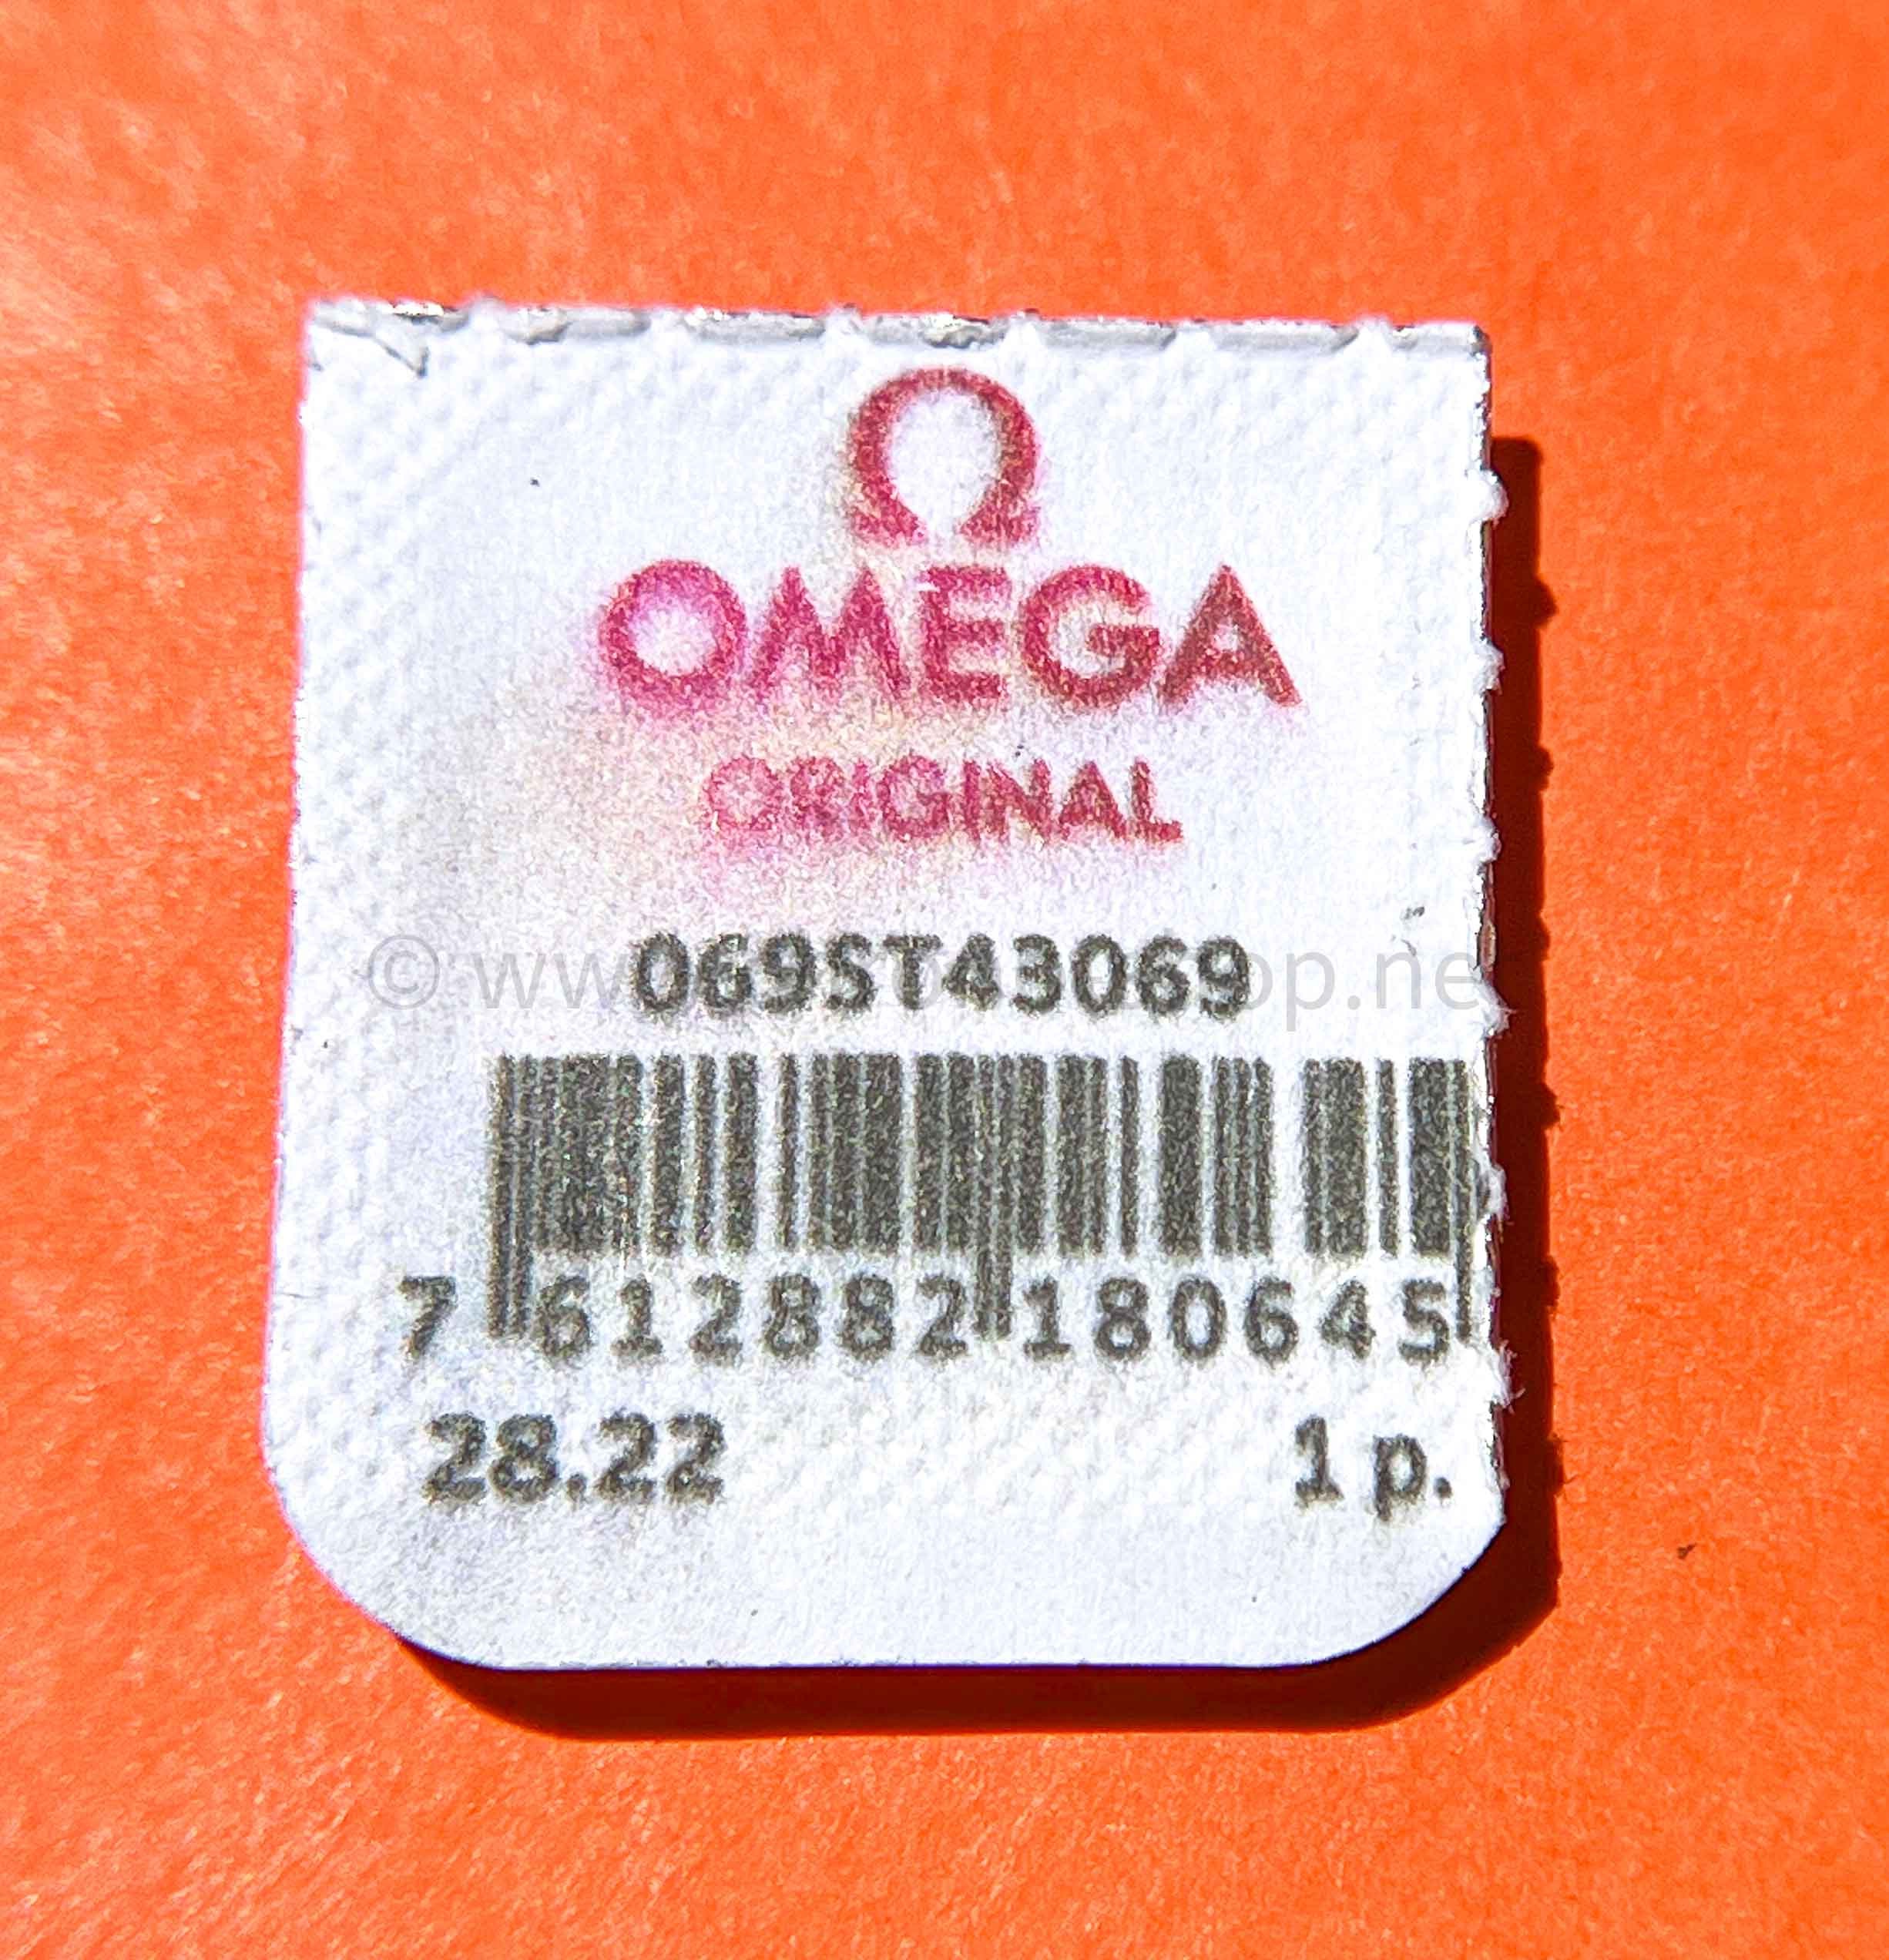 Ω
OMEGA
ORIGINAL
069ST43069
7 612882 180645
28.22 1 p.